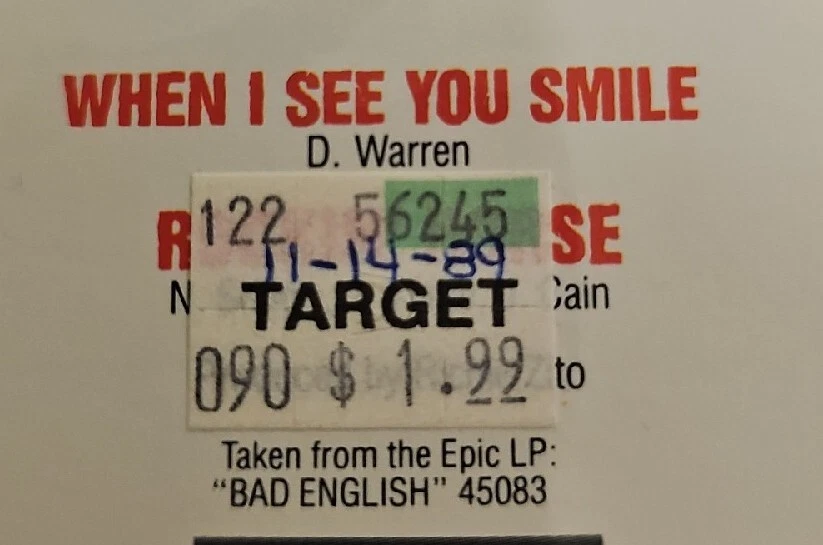 WHEN I SEE YOU SMILE
D. Warren
122 56245
R SE
11-14-89
N Cain
TARGET
090 $ 1.99
to
Taken from the Epic LP:
"BAD ENGLISH" 45083